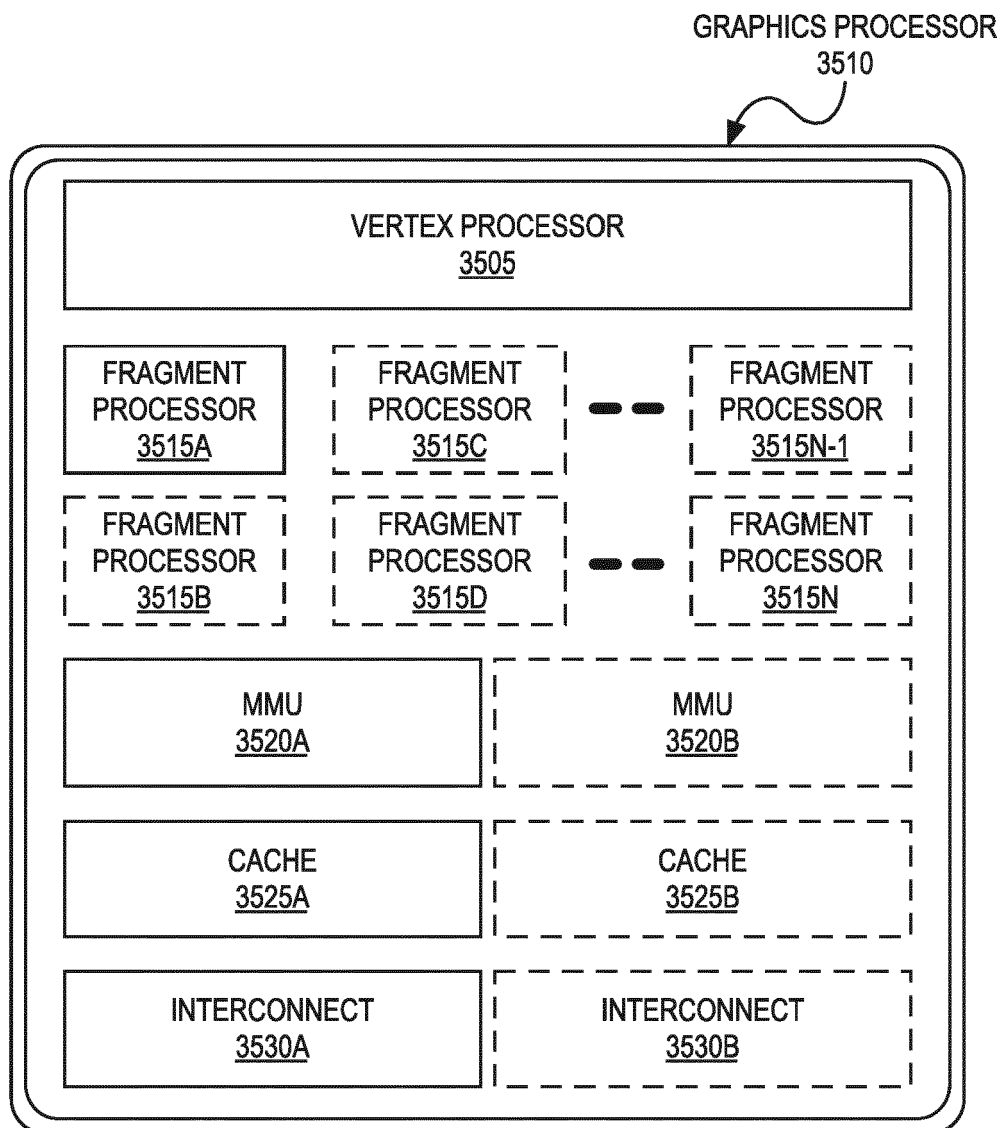 GRAPHICS PROCESSOR
3510
VERTEX PROCESSOR
3505
FRAGMENT
PROCESSOR
3515A
FRAGMENT
PROCESSOR
3515C
FRAGMENT
PROCESSOR
3515N-1
FRAGMENT
PROCESSOR
3515B
FRAGMENT
PROCESSOR
3515D
FRAGMENT
PROCESSOR
3515N
MMU
3520A
MMU
3520B
CACHE
3525A
CACHE
3525B
INTERCONNECT
3530A
INTERCONNECT
3530B